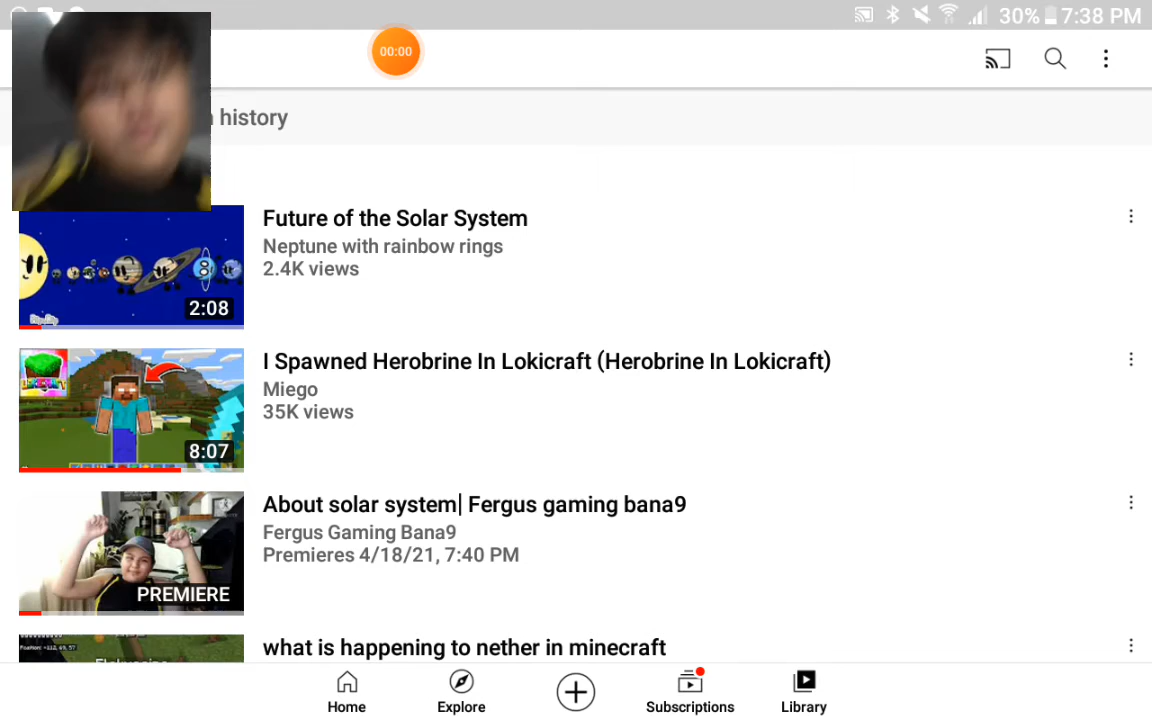 30% 7:38 PM
00:00
history
Future of the Solar System
Neptune with rainbow rings
2.4K views
2:08
I Spawned Herobrine In Lokicraft (Herobrine In Lokicraft)
Miego
35K views
8:07
About solar system| Fergus gaming bana9
Fergus Gaming Bana9
Premieres 4/18/21, 7:40 PM
PREMIERE
what is happening to nether in minecraft
Home
Explore
Subscriptions
Library